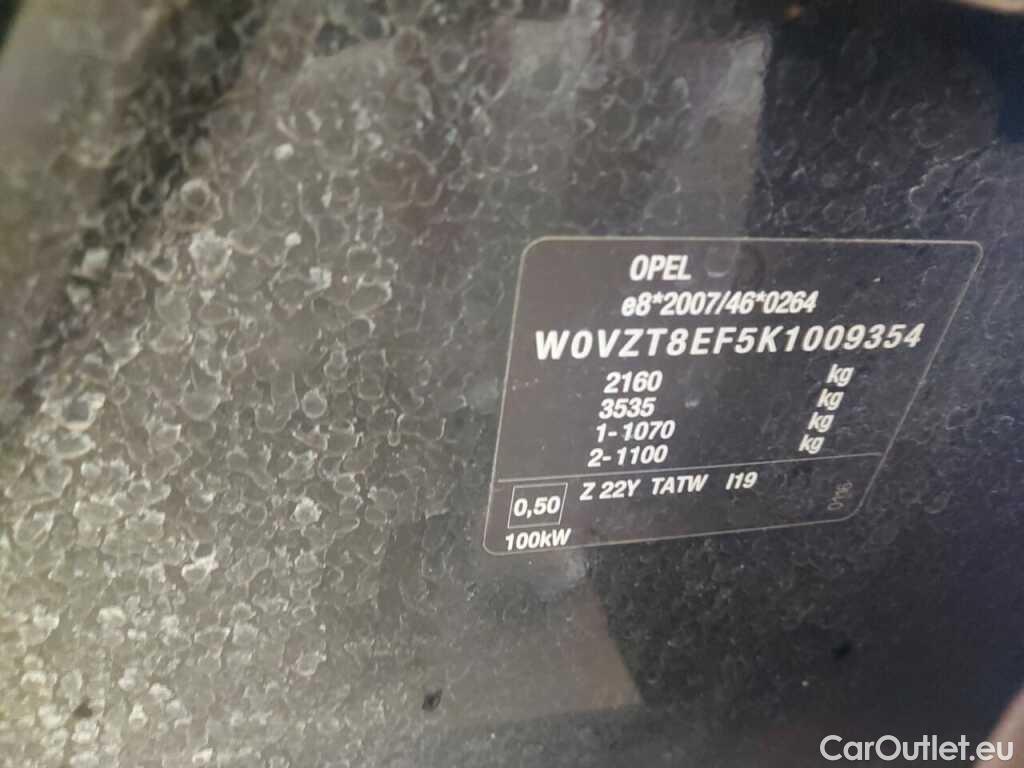 OPEL
e8*2007/46*0264
W0VZT8EF5K1009354
2160 kg
3535 kg
1-1070 kg
2-1100 kg
0,50 Z 22Y TATW I19
100kW
CarOutlet.eu